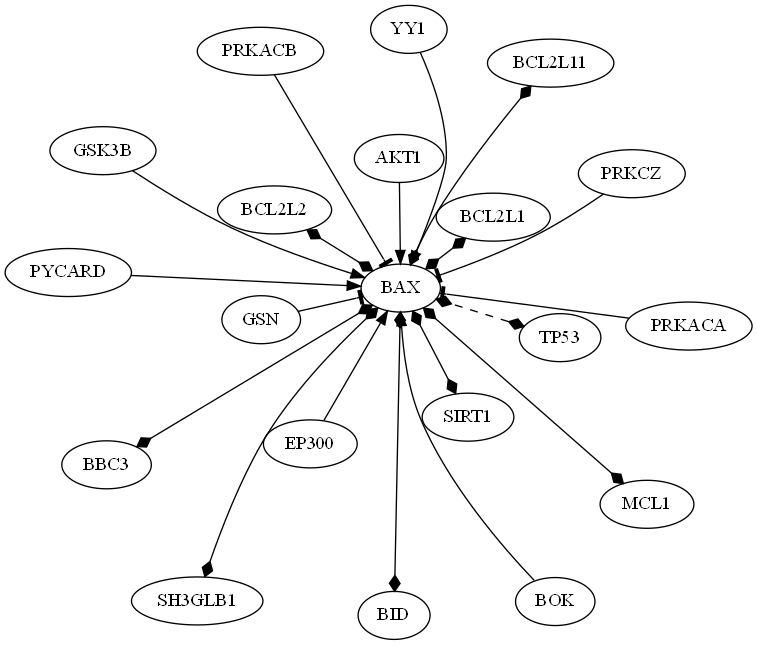 YY1
PRKACB
BCL2L11
GSK3B
AKT1
PRKCZ
BCL2L2
BCL2L1
PYCARD
BAX
GSN
PRKACA
TP53
SIRT1
EP300
BBC3
MCL1
SH3GLB1
BOK
BID